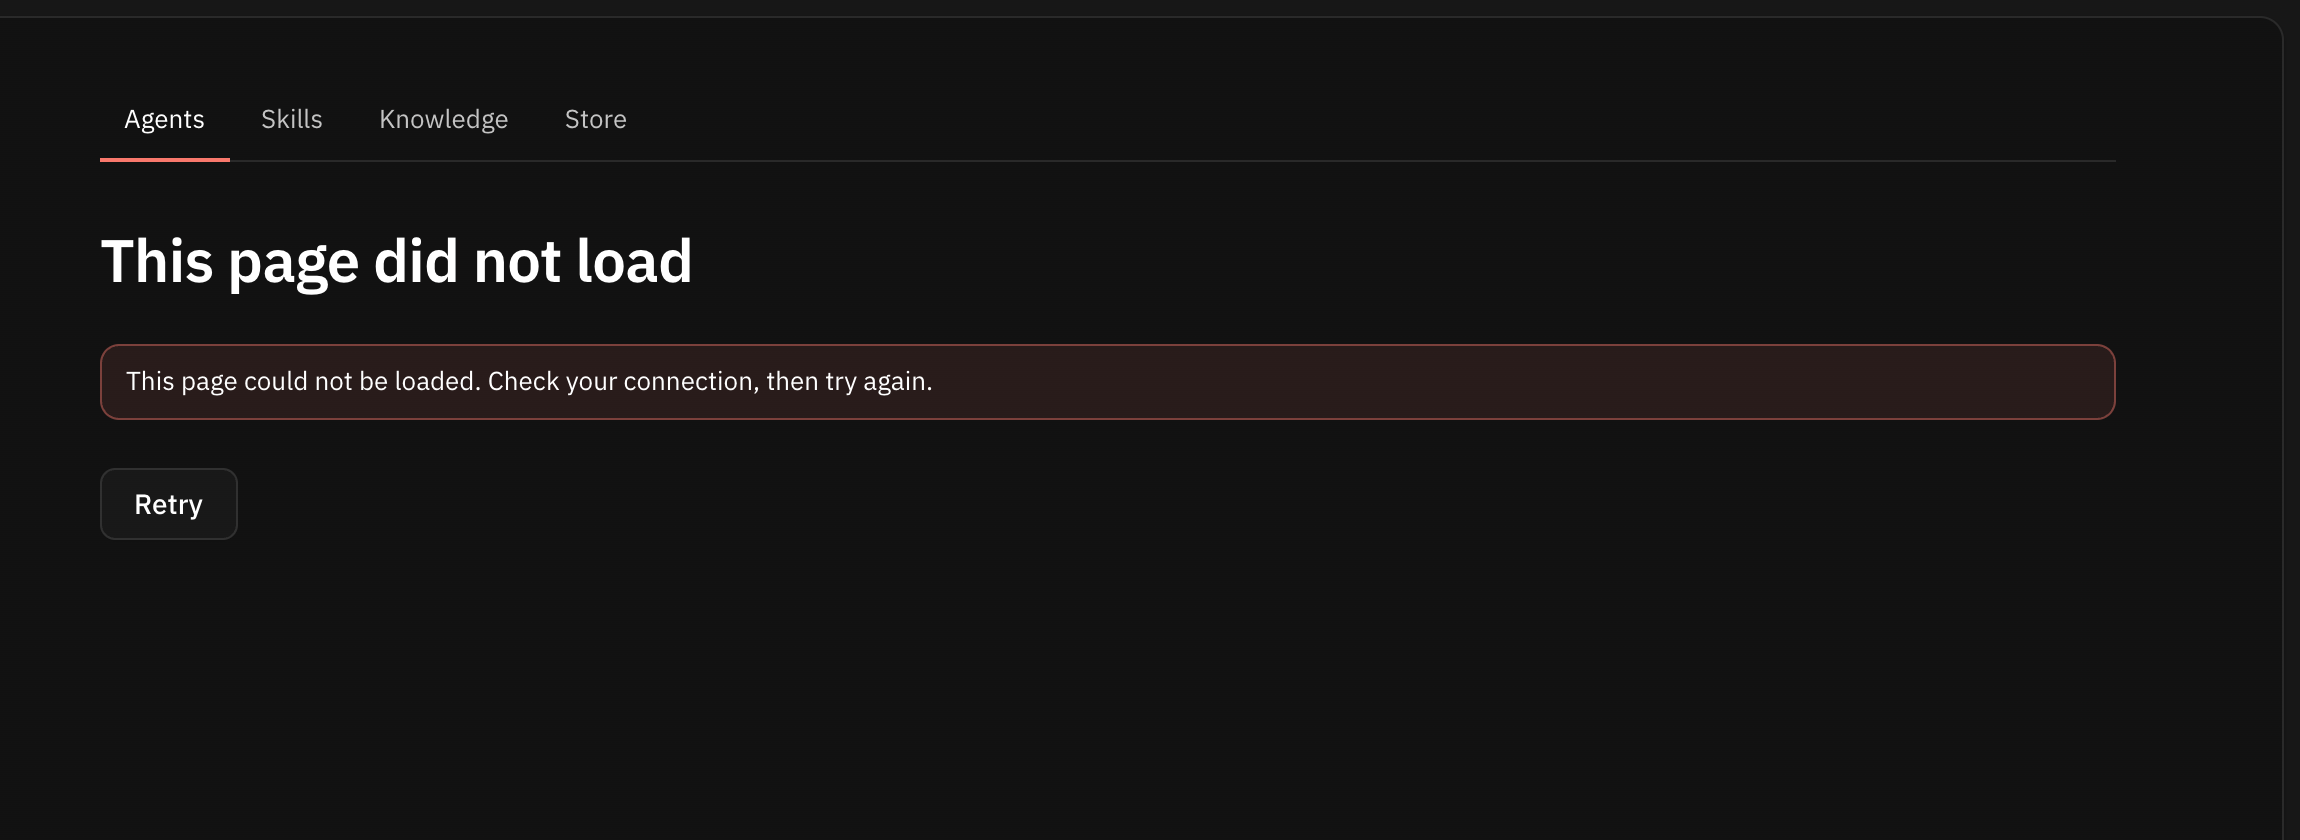 Agents Skills Knowledge Store
This page did not load
This page could not be loaded. Check your connection, then try again.
Retry